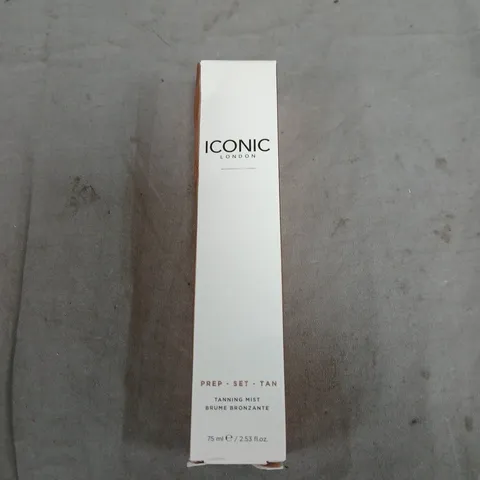 ICONIC
LONDON
PREP - SET - TAN
TANNING MIST
BRUME BRONZANTE
75 ml ℮ / 2.53 fl.oz.